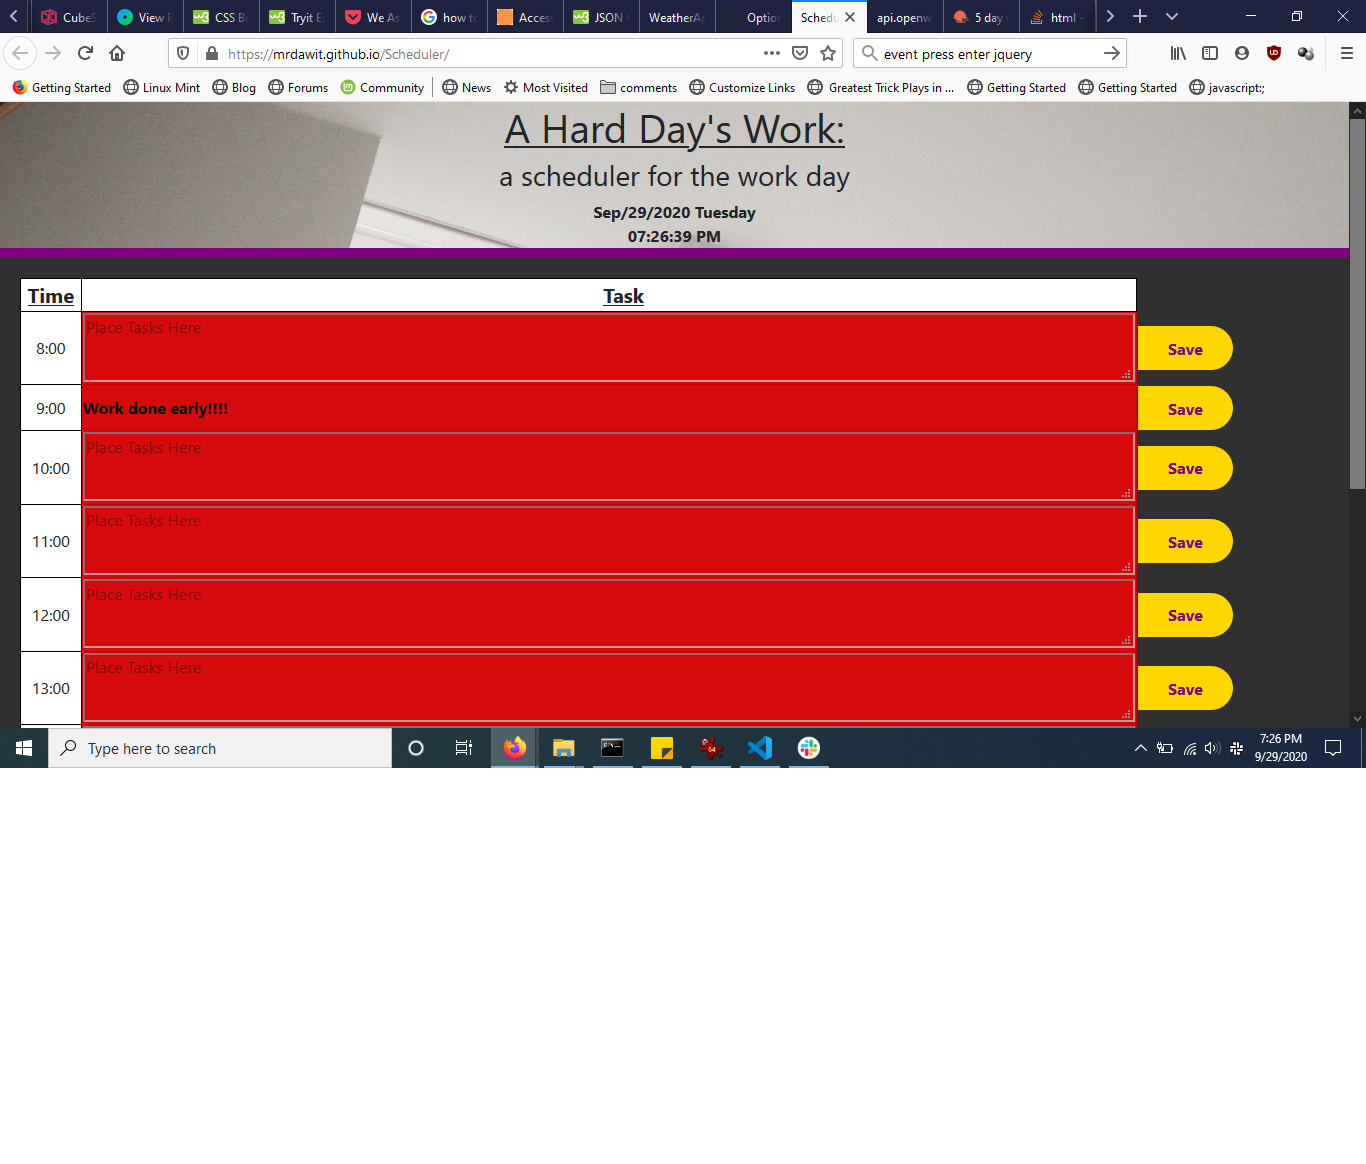 CubeS
View R
CSS Bu
Tryit E
We As
how to
Access
JSON
WeatherAp
Option
Schedu
api.openw
5 day
html -
https://mrdawit.github.io/Scheduler/
event press enter jquery
Getting Started
Linux Mint
Blog
Forums
Community
News
Most Visited
comments
Customize Links
Greatest Trick Plays in ...
Getting Started
Getting Started
javascript:;
A Hard Day's Work:
a scheduler for the work day
Sep/29/2020 Tuesday
07:26:39 PM
Time Task
8:00 Place Tasks Here Save
9:00 Work done early!!!! Save
10:00 Place Tasks Here Save
11:00 Place Tasks Here Save
12:00 Place Tasks Here Save
13:00 Place Tasks Here Save
Type here to search
7:26 PM
9/29/2020